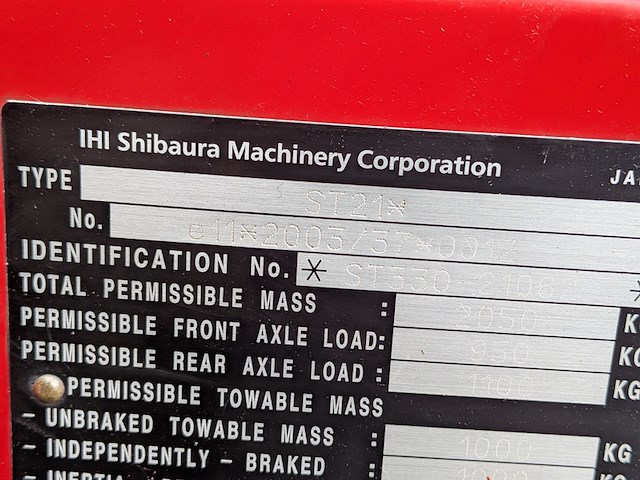 IHI Shibaura Machinery Corporation
JA
TYPE ST21*
No. e11*2003/37*00
IDENTIFICATION No. * ST330 *
TOTAL PERMISSIBLE MASS : 2050 K
PERMISSIBLE FRONT AXLE LOAD: 950 KG
PERMISSIBLE REAR AXLE LOAD : 1100 KG
PERMISSIBLE TOWABLE MASS
- UNBRAKED TOWABLE MASS : 1000 KG
- INDEPENDENTLY - BRAKED :